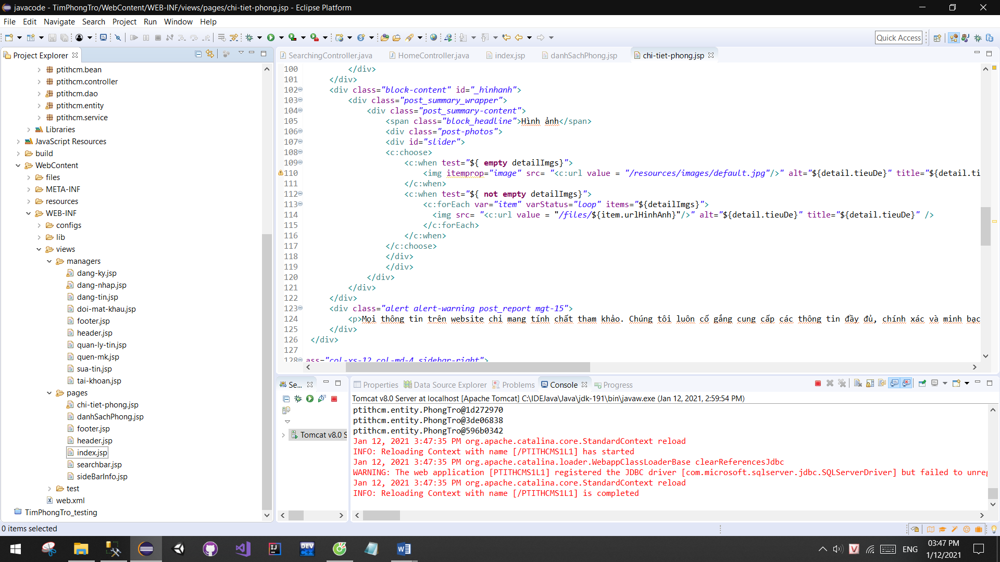 javacode - TimPhongTro/WebContent/WEB-INF/views/pages/chi-tiet-phong.jsp - Eclipse Platform
File Edit Navigate Search Project Run Window Help
Quick Access
Project Explorer
ptithcm.bean
ptithcm.controller
ptithcm.dao
ptithcm.entity
ptithcm.service
Libraries
JavaScript Resources
build
WebContent
files
META-INF
resources
WEB-INF
configs
lib
views
managers
dang-ky.jsp
dang-nhap.jsp
dang-tin.jsp
doi-mat-khau.jsp
footer.jsp
header.jsp
quan-ly-tin.jsp
quen-mk.jsp
sua-tin.jsp
tai-khoan.jsp
pages
chi-tiet-phong.jsp
danhSachPhong.jsp
footer.jsp
header.jsp
index.jsp
searchbar.jsp
sideBarInfo.jsp
test
web.xml
TimPhongTro_testing
SearchingController.java HomeController.java index.jsp danhSachPhong.jsp chi-tiet-phong.jsp
100 </div>
101 </div>
102 <div class="block-content" id="_hinhanh">
103 <div class="post_summary_wrapper">
104 <div class="post_summary-content">
105 <span class="block_headline">Hình ảnh</span>
106 <div class="post-photos">
107 <div id="slider">
108 <c:choose>
109 <c:when test="${ empty detailImgs}">
110 <img itemprop="image" src= "<c:url value = "/resources/images/default.jpg"/>" alt="${detail.tieuDe}" title="${detail.ti
111 </c:when>
112 <c:when test="${ not empty detailImgs}">
113 <c:forEach var="item" varStatus="loop" items="${detailImgs}">
114 <img src= "<c:url value = "/files/${item.urlHinhAnh}"/>" alt="${detail.tieuDe}" title="${detail.tieuDe}" />
115 </c:forEach>
116 </c:when>
117 </c:choose>
118 </div>
119 </div>
120 </div>
121 </div>
122 </div>
123 <div class="alert alert-warning post_report mgt-15">
124 <p>Mọi thông tin trên website chỉ mang tính chất tham khảo. Chúng tôi luôn cố gắng cung cấp các thông tin đầy đủ, chính xác và minh bạc
125 </div>
126 </div>
127
128 ass="col-xs-12 col-md-4 sidebar-right">
Se...
Tomcat v8.0 S
Properties Data Source Explorer Problems Console Progress
Tomcat v8.0 Server at localhost [Apache Tomcat] C:\IDEJava\Java\jdk-191\bin\javaw.exe (Jan 12, 2021, 2:59:54 PM)
ptithcm.entity.PhongTro@1d272970
ptithcm.entity.PhongTro@3de06838
ptithcm.entity.PhongTro@596b0342
Jan 12, 2021 3:47:35 PM org.apache.catalina.core.StandardContext reload
INFO: Reloading Context with name [/PTITHCMS1L1] has started
Jan 12, 2021 3:47:35 PM org.apache.catalina.loader.WebappClassLoaderBase clearReferencesJdbc
WARNING: The web application [PTITHCMS1L1] registered the JDBC driver [com.microsoft.sqlserver.jdbc.SQLServerDriver] but failed to unreg
Jan 12, 2021 3:47:35 PM org.apache.catalina.core.StandardContext reload
INFO: Reloading Context with name [/PTITHCMS1L1] is completed
0 items selected
ENG
03:47 PM
1/12/2021